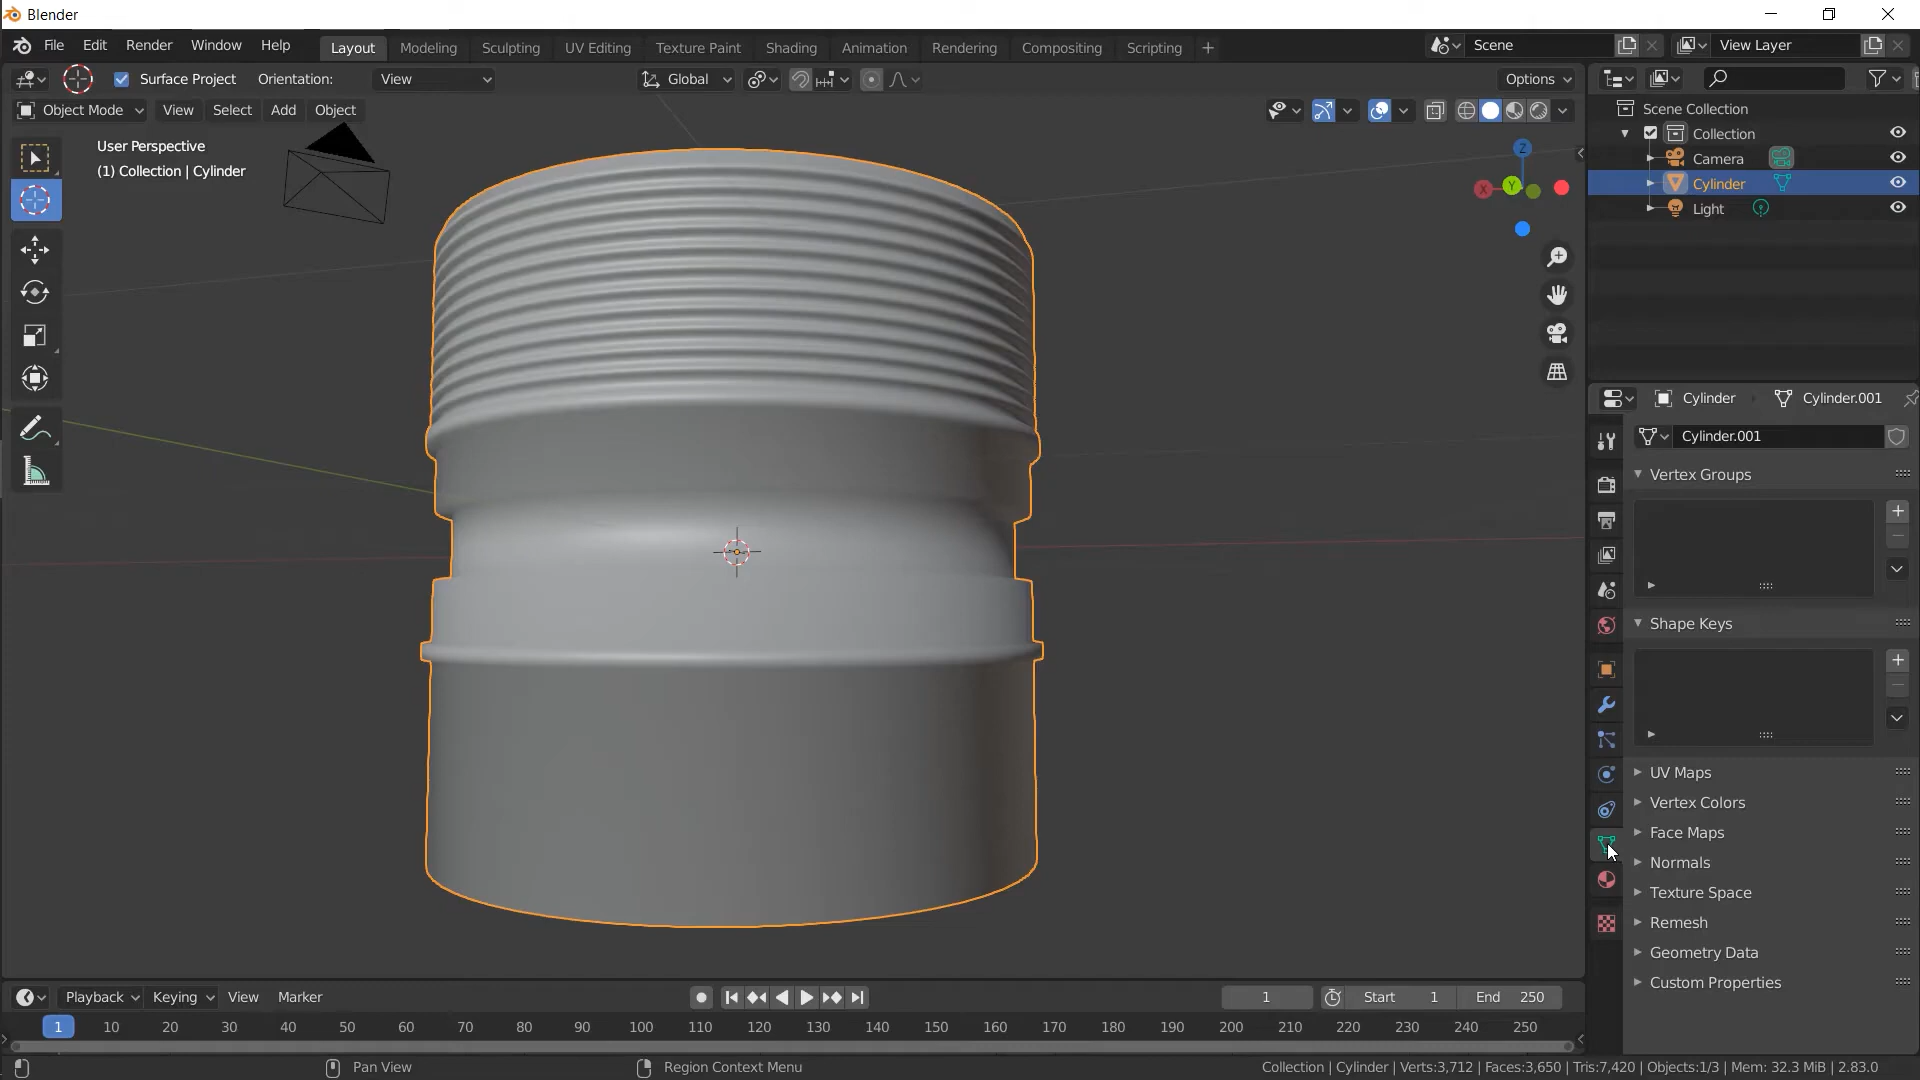 Blender
File Edit Render Window Help Layout Modeling Sculpting UV Editing Texture Paint Shading Animation Rendering Compositing Scripting + Scene View Layer
Surface Project Orientation: View Global Options
Object Mode View Select Add Object
User Perspective
(1) Collection | Cylinder
Z
X Y
Scene Collection
Collection
Camera
Cylinder
Light
Cylinder Cylinder.001
Cylinder.001
Vertex Groups
Shape Keys
UV Maps
Vertex Colors
Face Maps
Normals
Texture Space
Remesh
Geometry Data
Custom Properties
Playback Keying View Marker 1 Start 1 End 250
1 10 20 30 40 50 60 70 80 90 100 110 120 130 140 150 160 170 180 190 200 210 220 230 240 250
Pan View Region Context Menu Collection | Cylinder | Verts:3,712 | Faces:3,650 | Tris:7,420 | Objects:1/3 | Mem: 32.3 MiB | 2.83.0